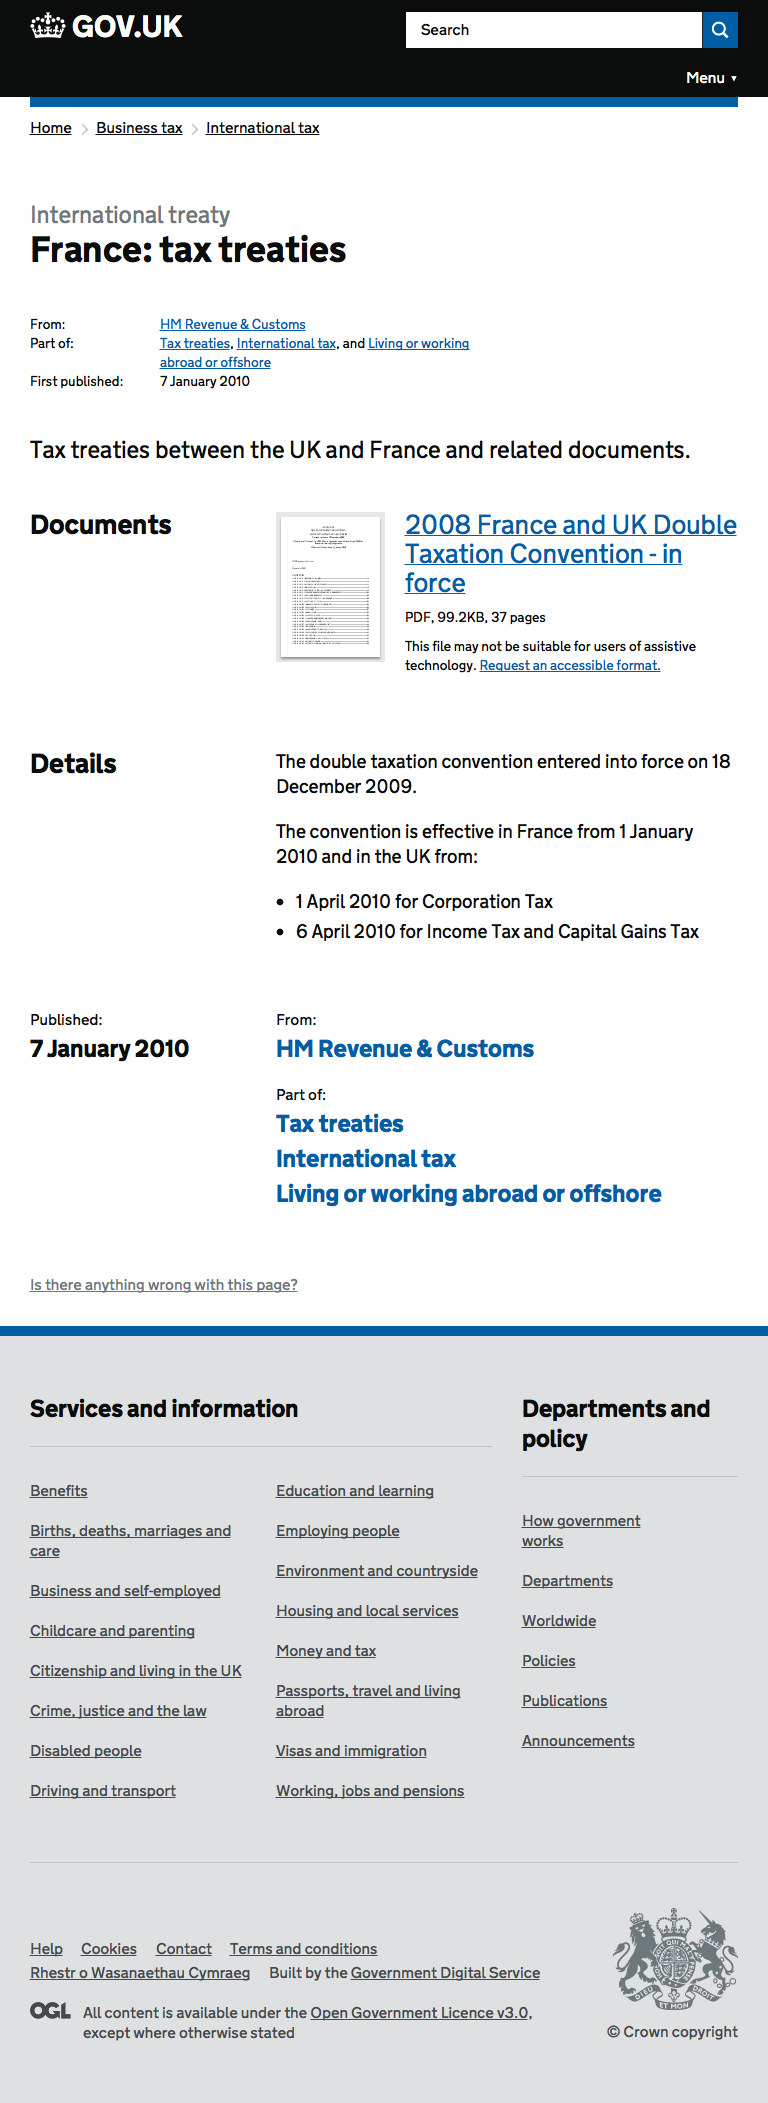 GOV.UK
Search
Menu ▼
Home > Business tax > International tax
International treaty
France: tax treaties
From: HM Revenue & Customs
Part of: Tax treaties, International tax, and Living or working
abroad or offshore
First published: 7 January 2010
Tax treaties between the UK and France and related documents.
Documents
2008 France and UK Double
Taxation Convention - in
force
PDF, 99.2KB, 37 pages
This file may not be suitable for users of assistive
technology. Request an accessible format.
Details
The double taxation convention entered into force on 18
December 2009.
The convention is effective in France from 1 January
2010 and in the UK from:
• 1 April 2010 for Corporation Tax
• 6 April 2010 for Income Tax and Capital Gains Tax
Published:
7 January 2010
From:
HM Revenue & Customs
Part of:
Tax treaties
International tax
Living or working abroad or offshore
Is there anything wrong with this page?
Services and information
Benefits
Births, deaths, marriages and
care
Business and self-employed
Childcare and parenting
Citizenship and living in the UK
Crime, justice and the law
Disabled people
Driving and transport
Education and learning
Employing people
Environment and countryside
Housing and local services
Money and tax
Passports, travel and living
abroad
Visas and immigration
Working, jobs and pensions
Departments and
policy
How government
works
Departments
Worldwide
Policies
Publications
Announcements
Help Cookies Contact Terms and conditions
Rhestr o Wasanaethau Cymraeg Built by the Government Digital Service
OGL All content is available under the Open Government Licence v3.0,
except where otherwise stated
DIEU ET MON DROIT
© Crown copyright